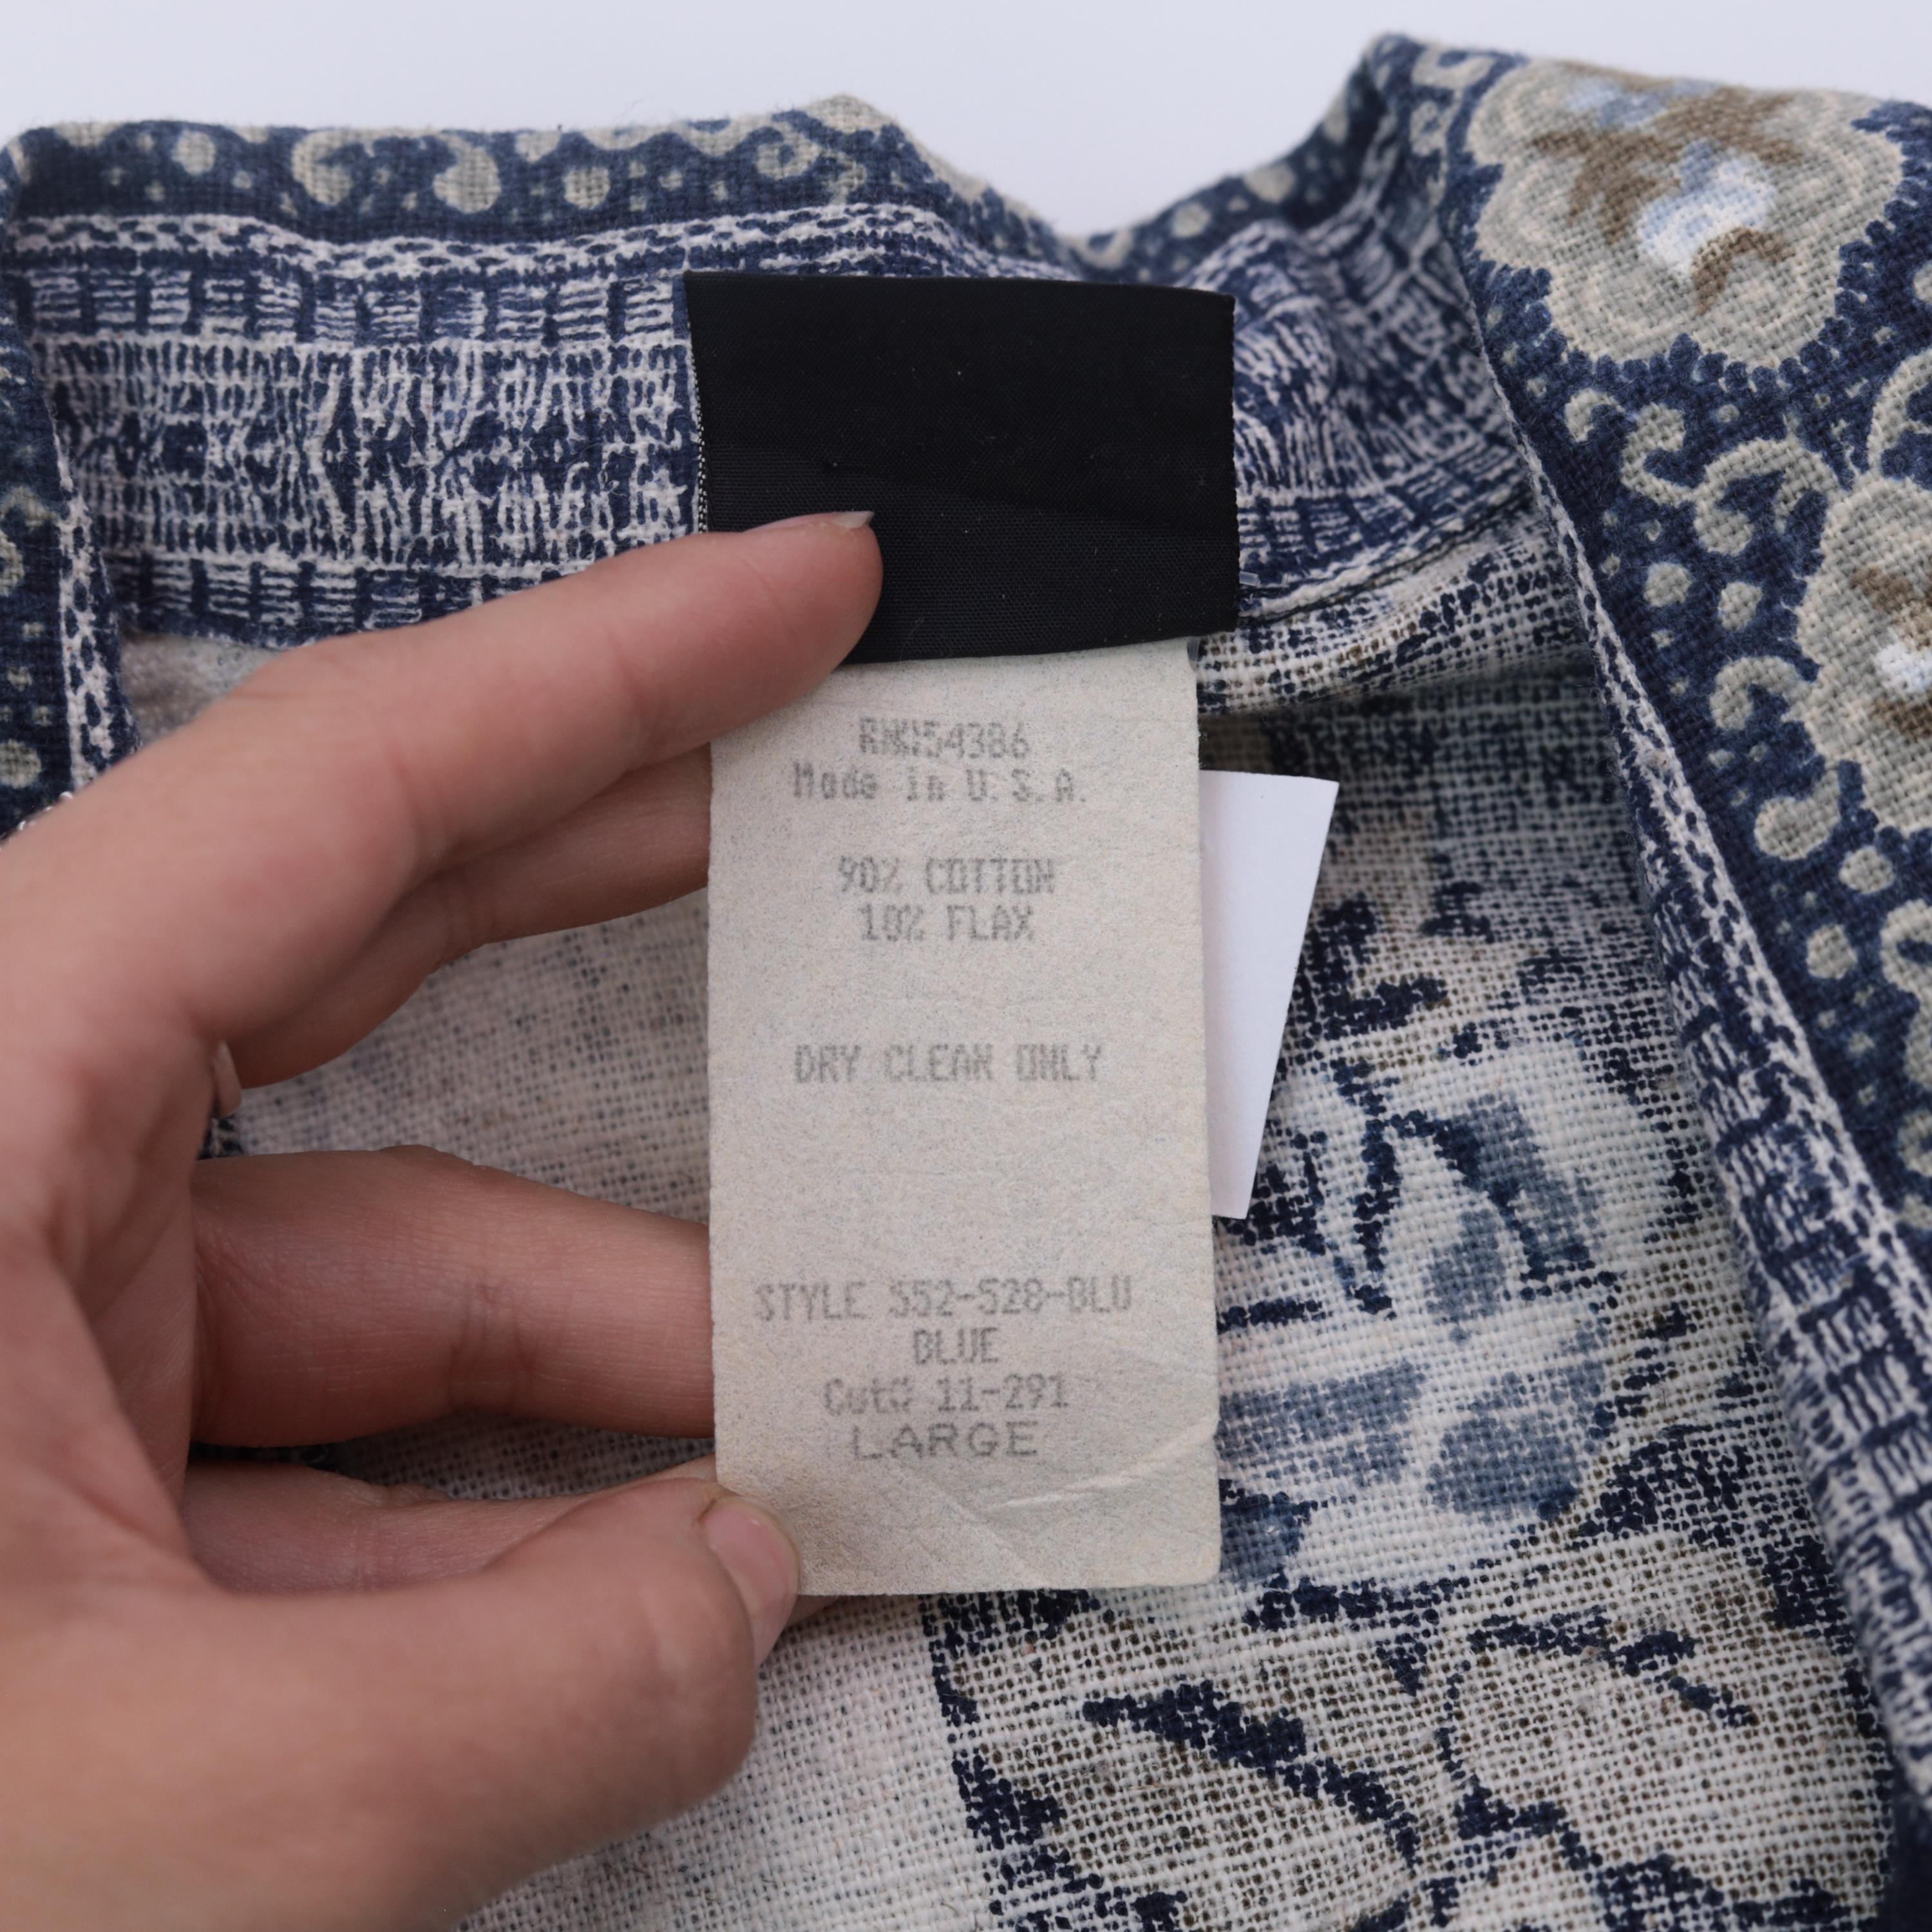 RN#54386
Made in U.S.A.
90% COTTON
10% FLAX
DRY CLEAN ONLY
STYLE S52-528-BLU
BLUE
Cut# 11-291
LARGE